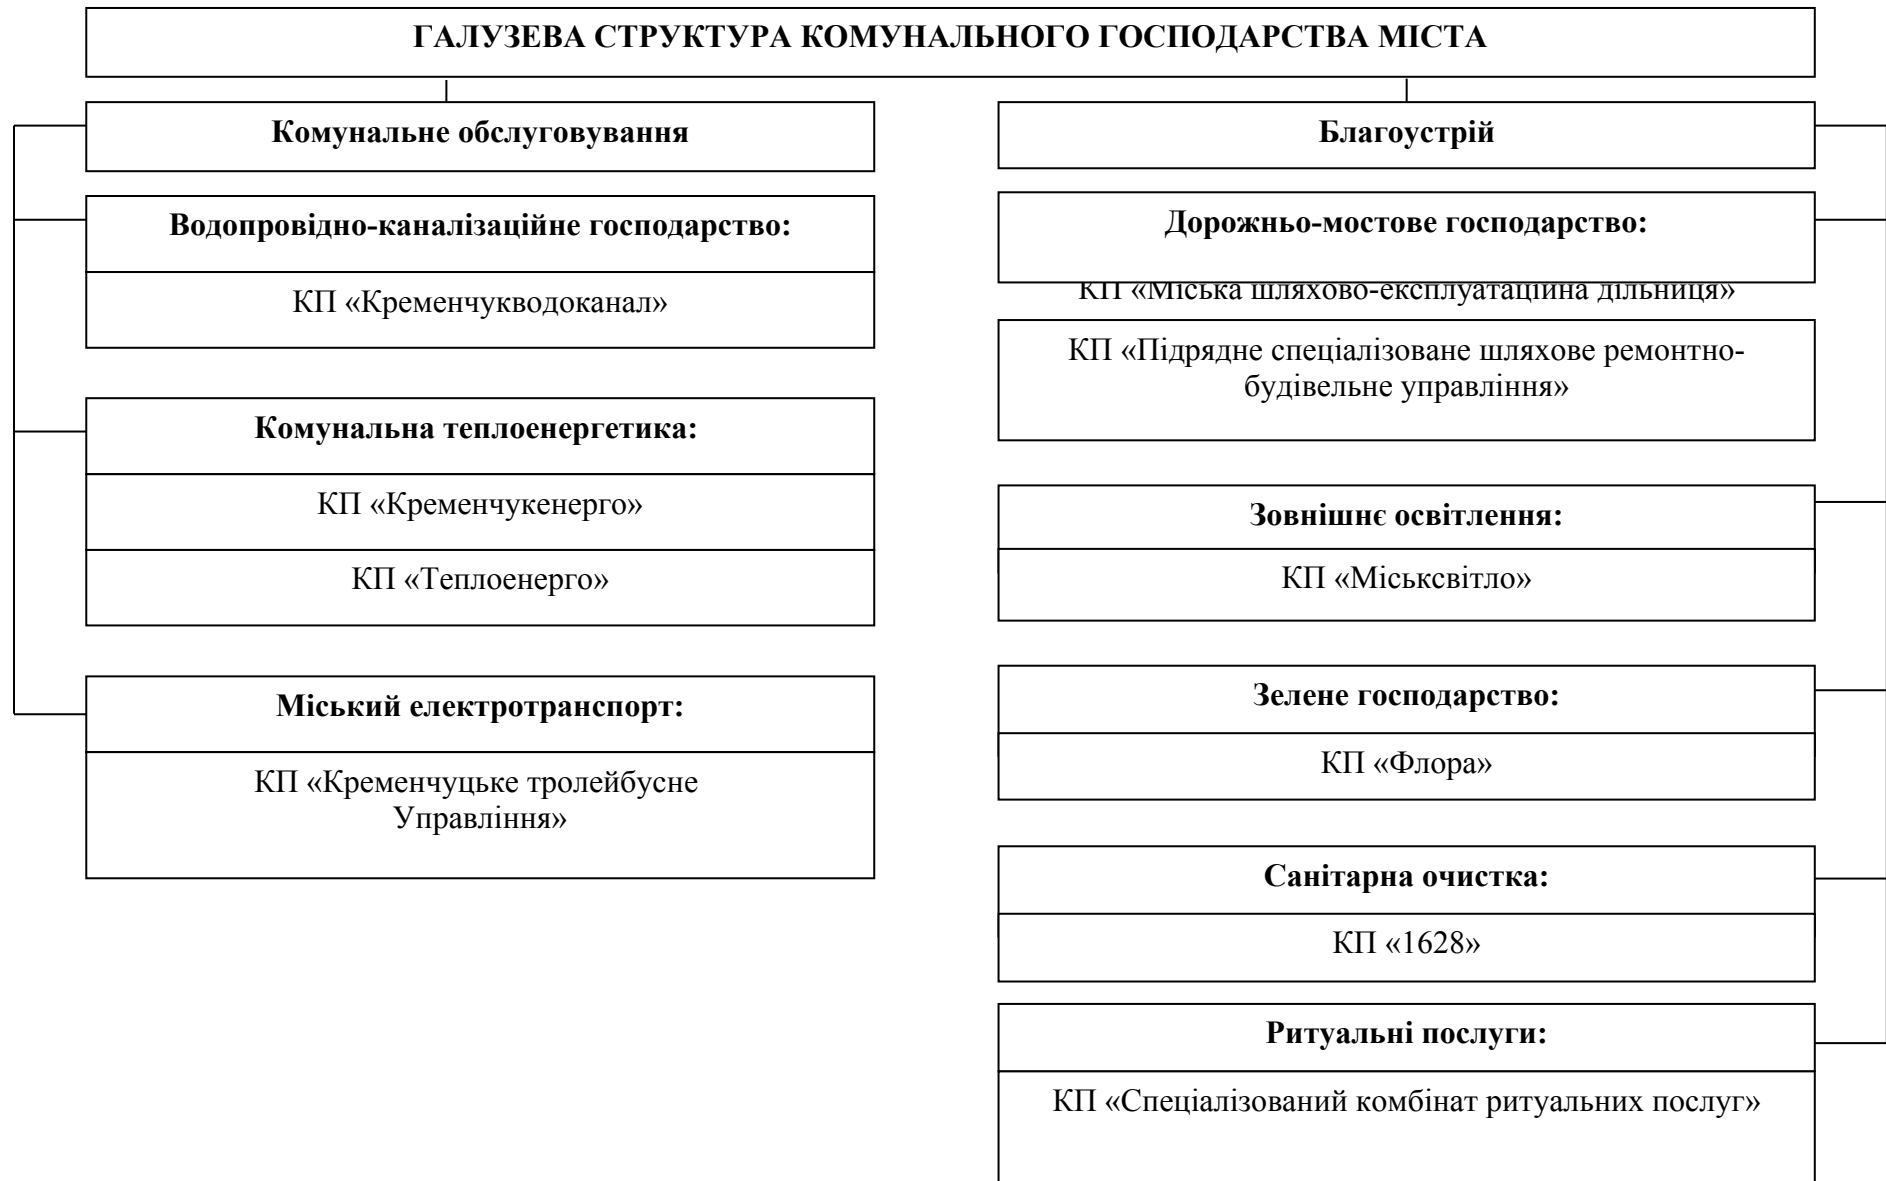 ГАЛУЗЕВА СТРУКТУРА КОМУНАЛЬНОГО ГОСПОДАРСТВА МІСТА
Комунальне обслуговування
Водопровідно-каналізаційне господарство:
КП «Кременчукводоканал»
Комунальна теплоенергетика:
КП «Кременчукенерго»
КП «Теплоенерго»
Міський електротранспорт:
КП «Кременчуцьке тролейбусне
Управління»
Благоустрій
Дорожньо-мостове господарство:
КП «Міська шляхово-експлуатаційна дільниця»
КП «Підрядне спеціалізоване шляхове ремонтно-
будівельне управління»
Зовнішнє освітлення:
КП «Міськсвітло»
Зелене господарство:
КП «Флора»
Санітарна очистка:
КП «1628»
Ритуальні послуги:
КП «Спеціалізований комбінат ритуальних послуг»